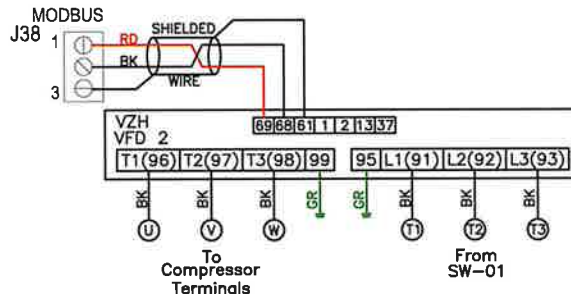 MODBUS
J38
1
3
RD
BK
SHIELDED
WIRE
VZH
VFD 2
69 68 61 1 2 13 37
T1(96) T2(97) T3(98) 99 95 L1(91) L2(92) L3(93)
BK BK BK GR GR BK BK BK
U V W T1 T2 T3
To
Compressor
Terminals
From
SW-01